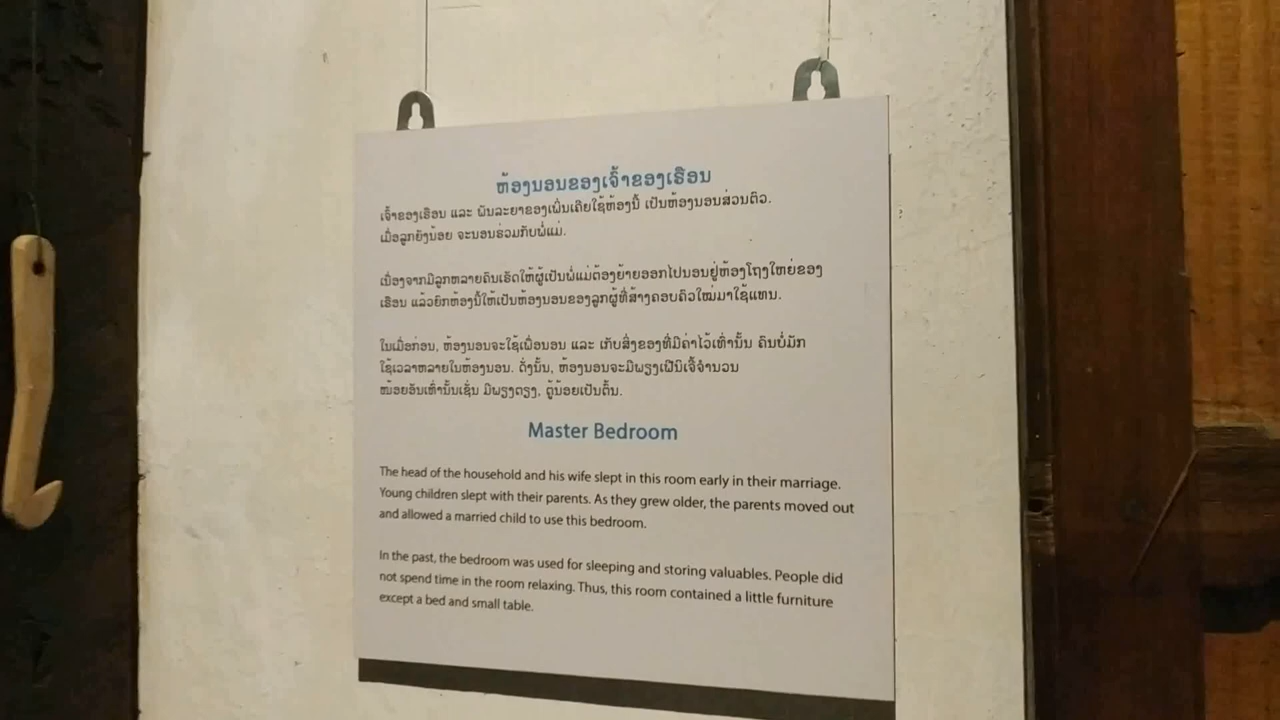 ຫ້ອງນອນຂອງເຈົ້າຂອງເຮືອນ
ເຈົ້າຂອງເຮືອນ ແລະ ພັນລະຍາຂອງເພິ່ນເຄີຍໃຊ້ຫ້ອງນີ້ ເປັນຫ້ອງນອນສ່ວນຕົວ.
ເມື່ອລູກຍັງນ້ອຍ ຈະນອນຮ່ວມກັບພໍ່ແມ່.
ເນື່ອງຈາກມີລູກຫລາຍຄົນເຮັດໃຫ້ຜູ້ເປັນພໍ່ແມ່ຕ້ອງຍ້າຍອອກໄປນອນຢູ່ຫ້ອງໂຖງໃຫຍ່ຂອງ
ເຮືອນ ແລ້ວຍົກຫ້ອງນີ້ໃຫ້ເປັນຫ້ອງນອນຂອງລູກຜູ້ທີ່ສ້າງຄອບຄົວໃໝ່ມາໃຊ້ແທນ.
ໃນເມື່ອກ່ອນ, ຫ້ອງນອນຈະໃຊ້ເພື່ອນອນ ແລະ ເກັບສິ່ງຂອງທີ່ມີຄ່າໄວ້ເທົ່ານັ້ນ ຄົນບໍ່ມັກ
ໃຊ້ເວລາຫລາຍໃນຫ້ອງນອນ. ດັ່ງນັ້ນ, ຫ້ອງນອນຈະມີພຽງເຟີນີເຈີ້ຈຳນວນ
ໜ້ອຍອັນເທົ່ານັ້ນເຊັ່ນ ມີພຽງຕຽງ, ຕູ້ນ້ອຍເປັນຕົ້ນ.
Master Bedroom
The head of the household and his wife slept in this room early in their marriage.
Young children slept with their parents. As they grew older, the parents moved out
and allowed a married child to use this bedroom.
In the past, the bedroom was used for sleeping and storing valuables. People did
not spend time in the room relaxing. Thus, this room contained a little furniture
except a bed and small table.